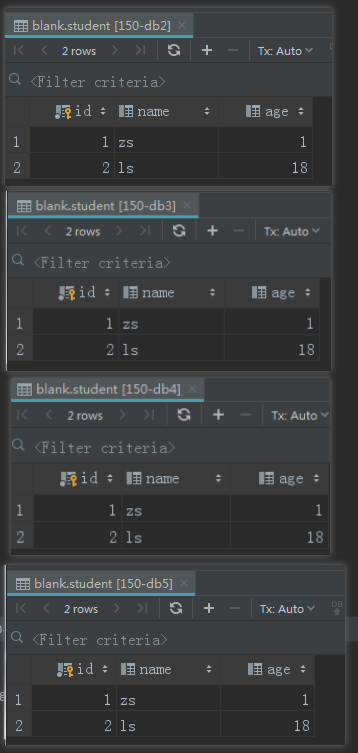 blank.student [150-db2]
2 rows Tx: Auto
<Filter criteria>
id name age
1 1 zs 1
2 2 ls 18
blank.student [150-db3]
2 rows Tx: Auto
<Filter criteria>
id name age
1 1 zs 1
2 2 ls 18
blank.student [150-db4]
2 rows Tx: Auto
<Filter criteria>
id name age
1 1 zs 1
2 2 ls 18
blank.student [150-db5]
2 rows Tx: Auto DB
<Filter criteria>
id name age
1 1 zs 1
2 2 ls 18